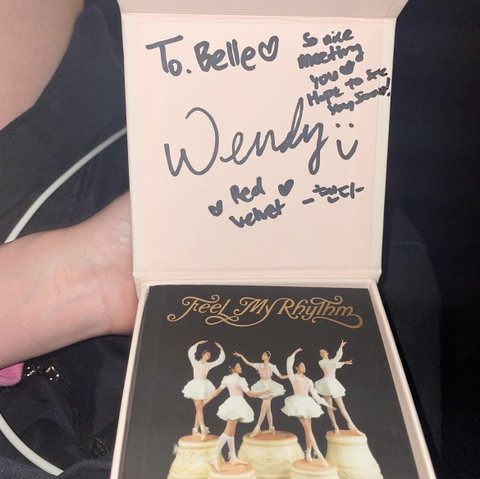 To. Belle♡
So nice
meeting
you♡
Hope to see
you soon!
Wendy
♡ Red ♡
Velvet
-웬디-
Feel My Rhythm